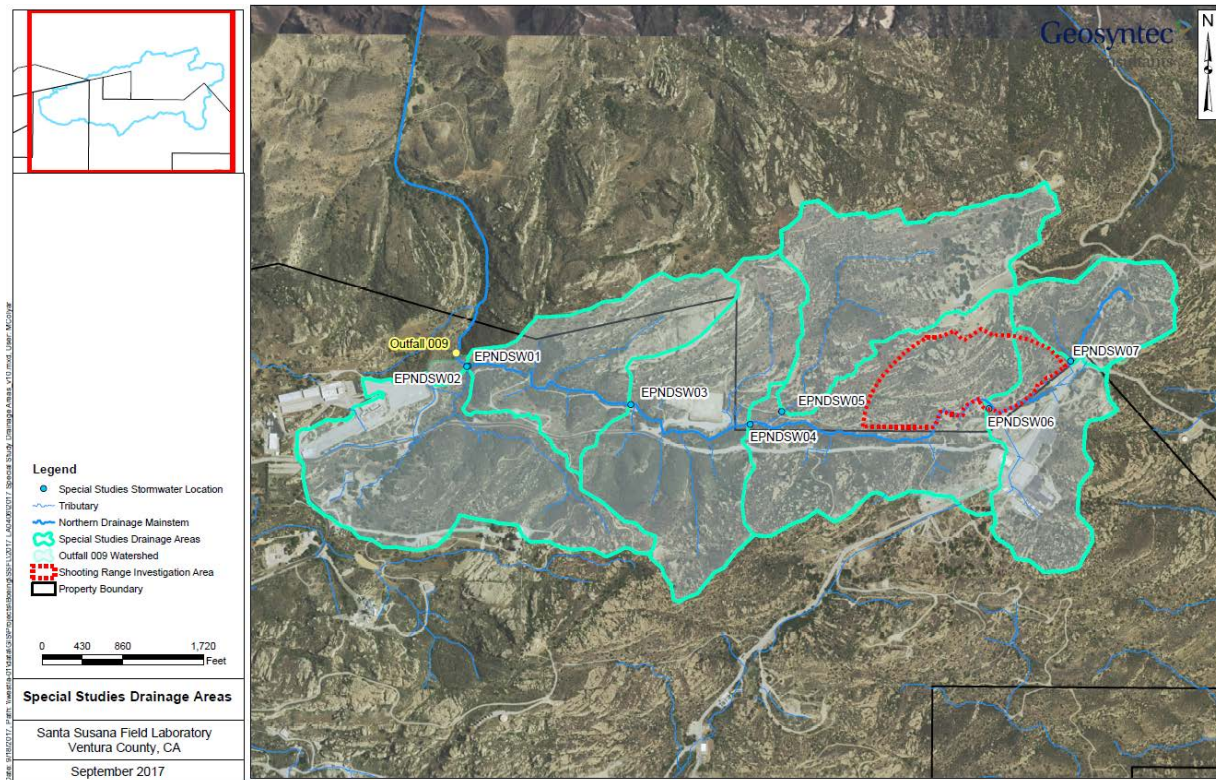 Geosyntec
consultants
N
Outfall 009
EPNDSW01
EPNDSW02
EPNDSW03
EPNDSW04
EPNDSW05
EPNDSW06
EPNDSW07
Legend
Special Studies Stormwater Location
Tributary
Northern Drainage Mainstem
Special Studies Drainage Areas
Outfall 009 Watershed
Shooting Range Investigation Area
Property Boundary
0 430 860 1,720
Feet
Special Studies Drainage Areas
Santa Susana Field Laboratory
Ventura County, CA
September 2017